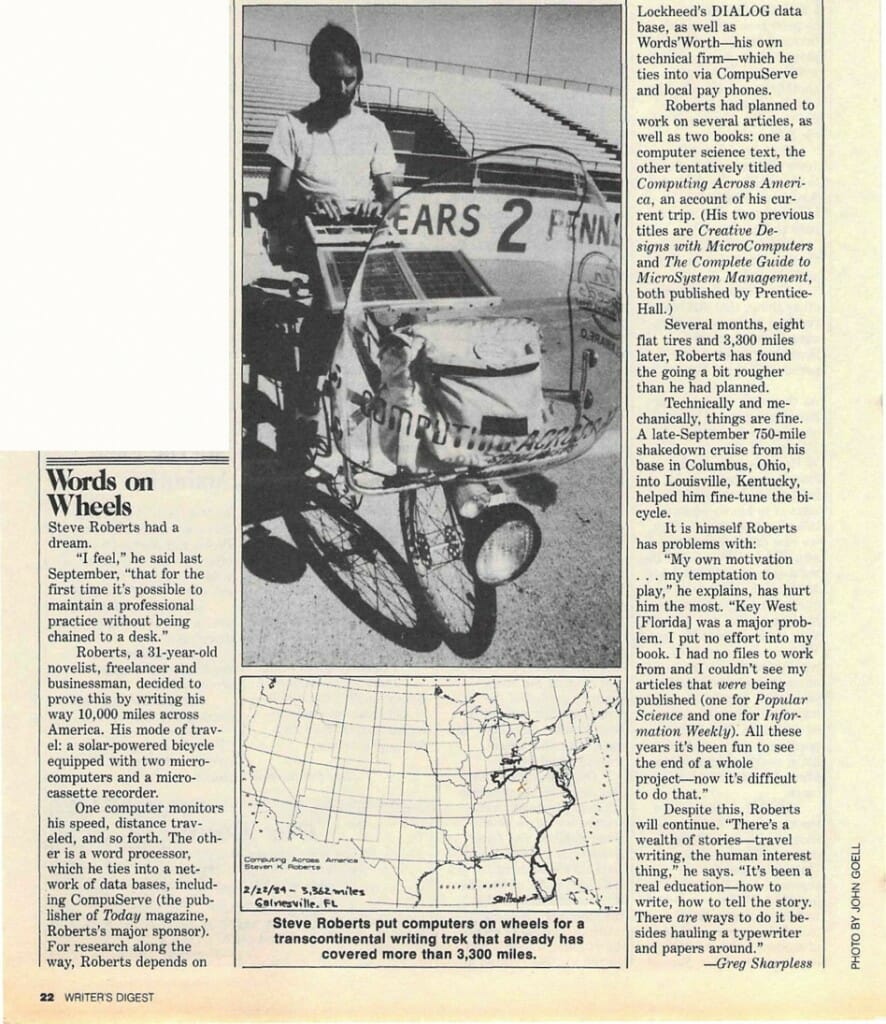 Words on
Wheels
Steve Roberts had a
dream.
"I feel," he said last
September, "that for the
first time it's possible to
maintain a professional
practice without being
chained to a desk."
Roberts, a 31-year-old
novelist, freelancer and
businessman, decided to
prove this by writing his
way 10,000 miles across
America. His mode of trav-
el: a solar-powered bicycle
equipped with two micro-
computers and a micro-
cassette recorder.
One computer monitors
his speed, distance trav-
eled, and so forth. The oth-
er is a word processor,
which he ties into a net-
work of data bases, includ-
ing CompuServe (the pub-
lisher of Today magazine,
Roberts's major sponsor).
For research along the
way, Roberts depends on
EARS 2 PENN
COMPUTING ACROSS
Computing Across America
Steven K. Roberts
2/22/84 - 3,362 miles
Gainesville, FL
GULF OF MEXICO
Steve Roberts put computers on wheels for a
transcontinental writing trek that already has
covered more than 3,300 miles.
Lockheed's DIALOG data
base, as well as
Words'Worth—his own
technical firm—which he
ties into via CompuServe
and local pay phones.
Roberts had planned to
work on several articles, as
well as two books: one a
computer science text, the
other tentatively titled
Computing Across Ameri-
ca, an account of his cur-
rent trip. (His two previous
titles are Creative De-
signs with MicroComputers
and The Complete Guide to
MicroSystem Management,
both published by Prentice-
Hall.)
Several months, eight
flat tires and 3,300 miles
later, Roberts has found
the going a bit rougher
than he had planned.
Technically and me-
chanically, things are fine.
A late-September 750-mile
shakedown cruise from his
base in Columbus, Ohio,
into Louisville, Kentucky,
helped him fine-tune the bi-
cycle.
It is himself Roberts
has problems with:
"My own motivation
. . . my temptation to
play," he explains, has hurt
him the most. "Key West
[Florida] was a major prob-
lem. I put no effort into my
book. I had no files to work
from and I couldn't see my
articles that were being
published (one for Popular
Science and one for Infor-
mation Weekly). All these
years it's been fun to see
the end of a whole
project—now it's difficult
to do that."
Despite this, Roberts
will continue. "There's a
wealth of stories—travel
writing, the human interest
thing," he says. "It's been a
real education—how to
write, how to tell the story.
There are ways to do it be-
sides hauling a typewriter
and papers around."
—Greg Sharpless
PHOTO BY JOHN GOELL
22 WRITER'S DIGEST